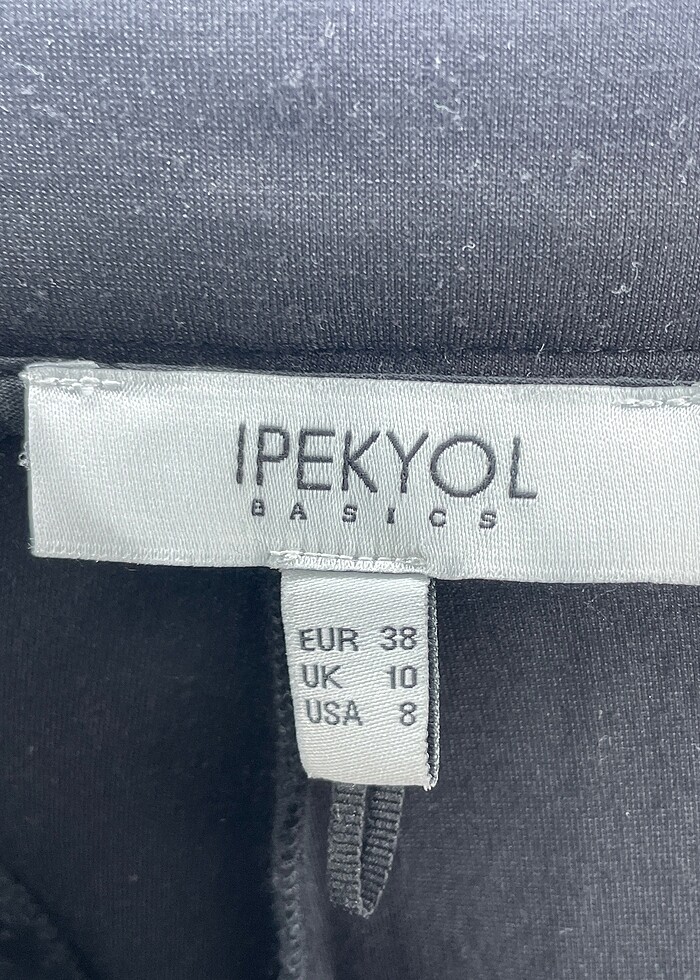 IPEKYOL
BASICS
EUR 38
UK 10
USA 8